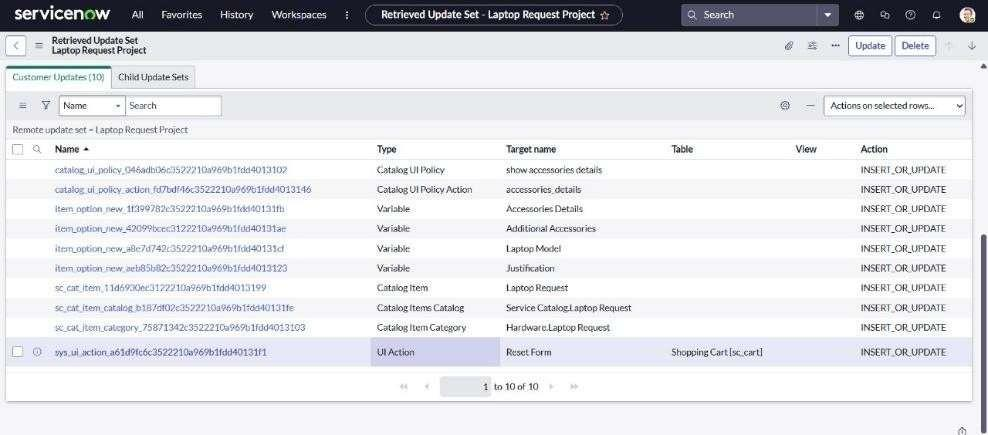 servicenow All Favorites History Workspaces Retrieved Update Set - Laptop Request Project Search
Retrieved Update Set
Laptop Request Project
Update Delete
Customer Updates (10) Child Update Sets
Name Search Actions on selected rows...
Remote update set = Laptop Request Project
Name Type Target name Table View Action
catalog_ui_policy_046adb06c3522210a969b1fdd4013102 Catalog UI Policy show accessories details INSERT_OR_UPDATE
catalog_ui_policy_action_fd7bdf46c3522210a969b1fdd4013146 Catalog UI Policy Action accessories_details INSERT_OR_UPDATE
item_option_new_1f399782c3522210a969b1fdd40131fb Variable Accessories Details INSERT_OR_UPDATE
item_option_new_42099bcec3122210a969b1fdd40131ae Variable Additional Accessories INSERT_OR_UPDATE
item_option_new_a8e7d742c3522210a969b1fdd40131cf Variable Laptop Model INSERT_OR_UPDATE
item_option_new_aeb85b82c3522210a969b1fdd4013123 Variable Justification INSERT_OR_UPDATE
sc_cat_item_11d6930ec3122210a969b1fdd4013199 Catalog Item Laptop Request INSERT_OR_UPDATE
sc_cat_item_catalog_b187df02c3522210a969b1fdd40131fe Catalog Items Catalog Service Catalog.Laptop Request INSERT_OR_UPDATE
sc_cat_item_category_75871342c3522210a969b1fdd4013103 Catalog Item Category Hardware.Laptop Request INSERT_OR_UPDATE
sys_ui_action_a61d9fc6c3522210a969b1fdd40131f1 UI Action Reset Form Shopping Cart [sc_cart] INSERT_OR_UPDATE
1 to 10 of 10